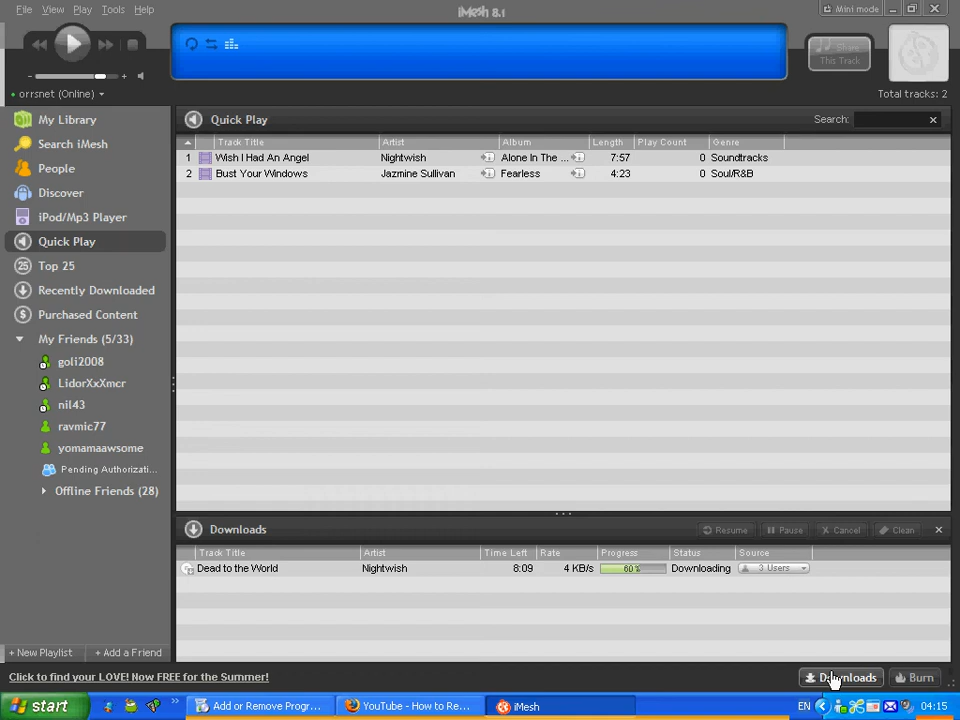 File View Play Tools Help
iMesh 8.1
Mini mode
Share
This Track
orrsnet (Online)
Total tracks: 2
My Library
Search iMesh
People
Discover
iPod/Mp3 Player
Quick Play
25 Top 25
Recently Downloaded
$ Purchased Content
My Friends (5/33)
goli2008
LidorXxXmcr
nil43
ravmic77
yomamaawsome
Pending Authorizati...
Offline Friends (28)
+ New Playlist + Add a Friend
Quick Play Search:
Track Title Artist Album Length Play Count Genre
1 Wish I Had An Angel Nightwish Alone In The ... 7:57 0 Soundtracks
2 Bust Your Windows Jazmine Sullivan Fearless 4:23 0 Soul/R&B
Downloads Resume Pause Cancel Clean
Track Title Artist Time Left Rate Progress Status Source
Dead to the World Nightwish 8:09 4 KB/s 60% Downloading 3 Users
Click to find your LOVE! Now FREE for the Summer!
Downloads Burn
start Add or Remove Progr... YouTube - How to Re... iMesh EN 04:15